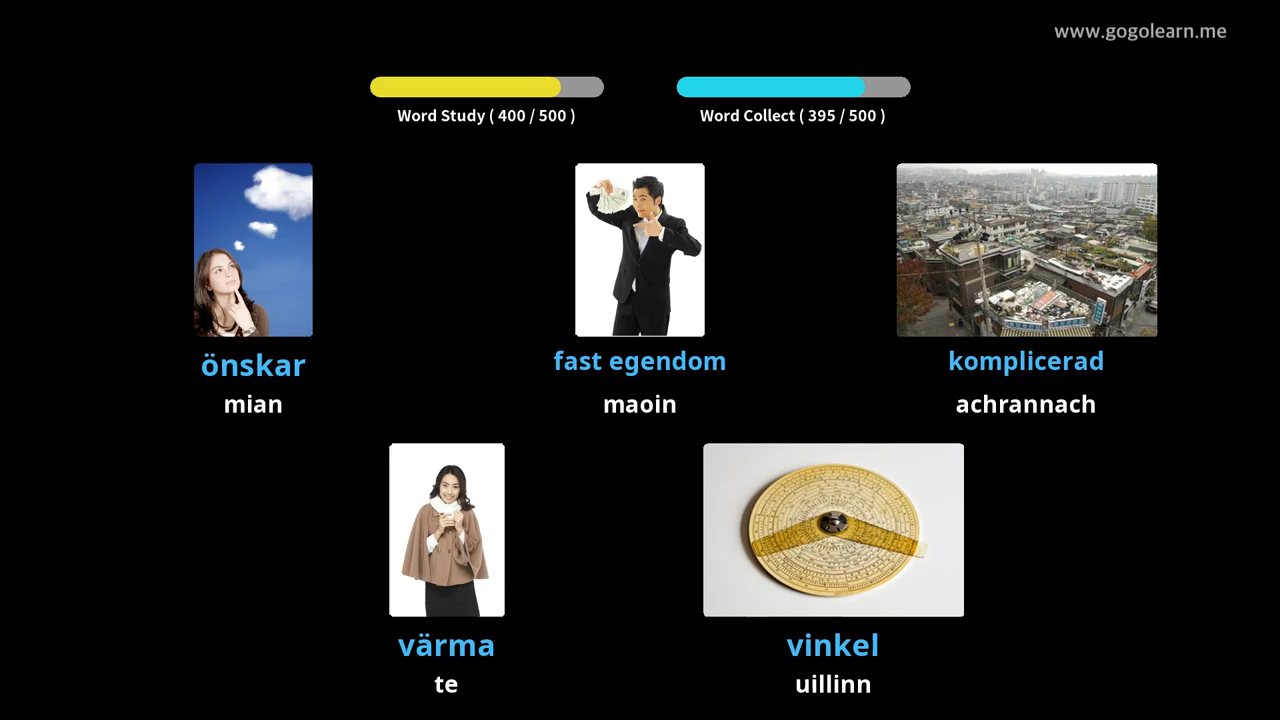 www.gogolearn.me
Word Study ( 400 / 500 )
Word Collect ( 395 / 500 )
önskar
mian
fast egendom
maoin
komplicerad
achrannach
värma
te
vinkel
uillinn